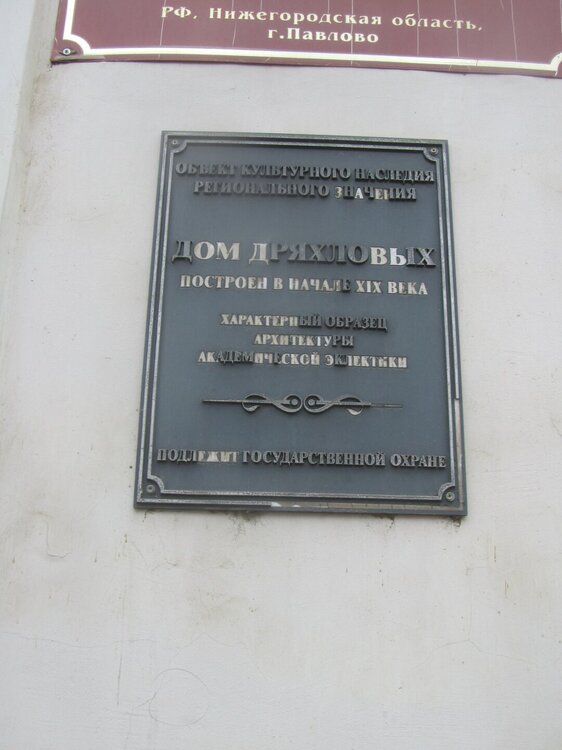 РФ, Нижегородская область,
г.Павлово
ОБЪЕКТ КУЛЬТУРНОГО НАСЛЕДИЯ
РЕГИОНАЛЬНОГО ЗНАЧЕНИЯ
ДОМ ДРЯХЛОВЫХ
ПОСТРОЕН В НАЧАЛЕ XIX ВЕКА
ХАРАКТЕРНЫЙ ОБРАЗЕЦ
АРХИТЕКТУРЫ
АКАДЕМИЧЕСКОЙ ЭКЛЕКТИКИ
ПОДЛЕЖИТ ГОСУДАРСТВЕННОЙ ОХРАНЕ